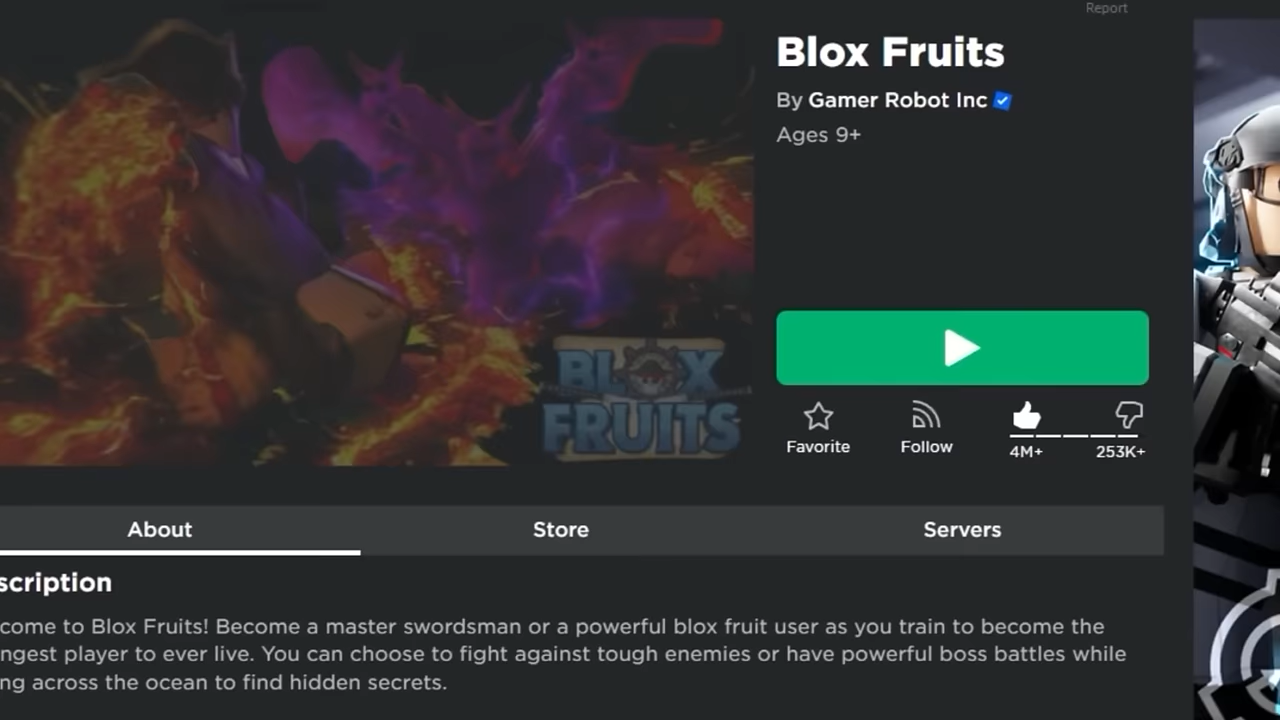 Report
Blox Fruits
By Gamer Robot Inc
Ages 9+
BLOX
FRUITS
Favorite
Follow
4M+
253K+
About
Store
Servers
scription
come to Blox Fruits! Become a master swordsman or a powerful blox fruit user as you train to become the
ngest player to ever live. You can choose to fight against tough enemies or have powerful boss battles while
ng across the ocean to find hidden secrets.